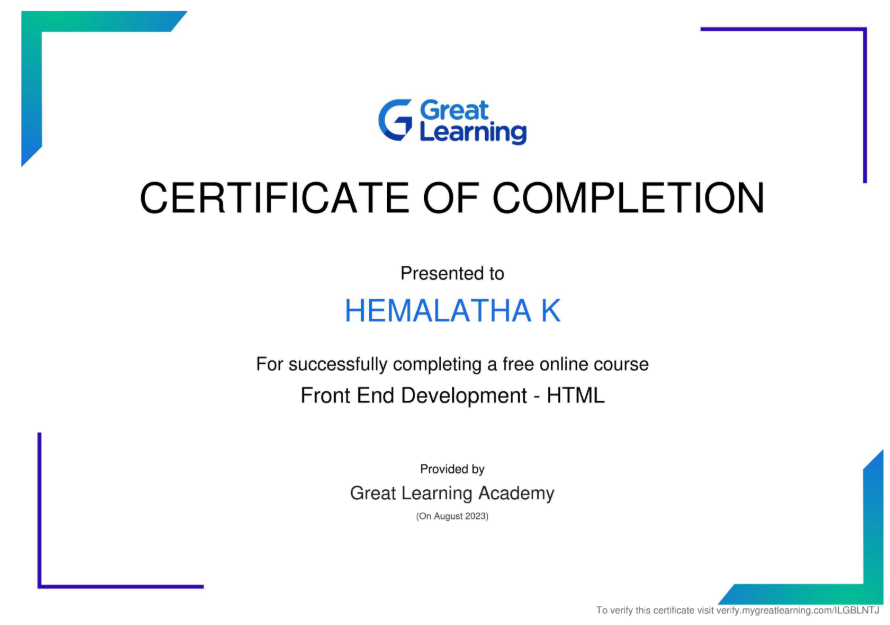 Great
Learning
CERTIFICATE OF COMPLETION
Presented to
HEMALATHA K
For successfully completing a free online course
Front End Development - HTML
Provided by
Great Learning Academy
(On August 2023)
To verify this certificate visit verify.mygreatlearning.com/ILGBLNTJ